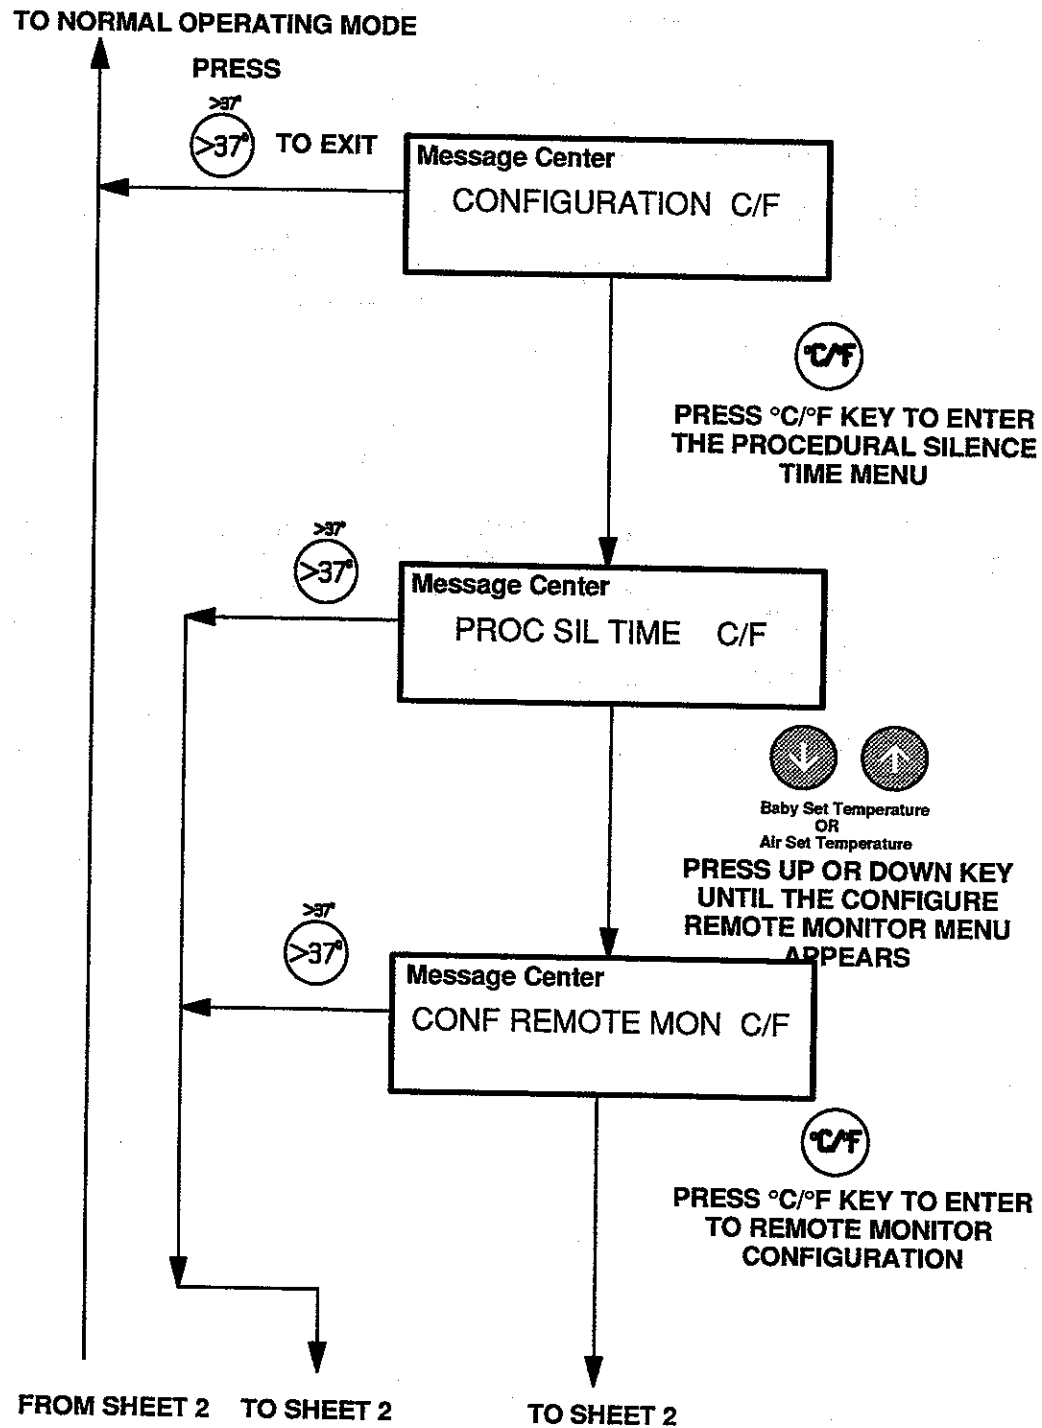 TO NORMAL OPERATING MODE
PRESS
>37°
>37° TO EXIT
Message Center
CONFIGURATION C/F
°C/°F
PRESS °C/°F KEY TO ENTER
THE PROCEDURAL SILENCE
TIME MENU
>37°
>37°
Message Center
PROC SIL TIME C/F
Baby Set Temperature
OR
Air Set Temperature
PRESS UP OR DOWN KEY
UNTIL THE CONFIGURE
REMOTE MONITOR MENU
APPEARS
>37°
>37°
Message Center
CONF REMOTE MON C/F
°C/°F
PRESS °C/°F KEY TO ENTER
TO REMOTE MONITOR
CONFIGURATION
FROM SHEET 2 TO SHEET 2 TO SHEET 2